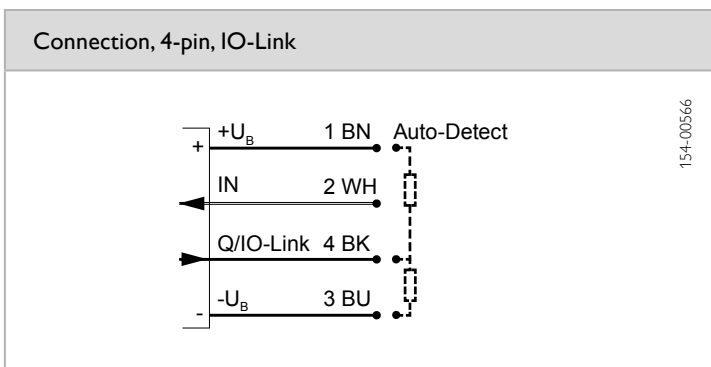 Connection, 4-pin, IO-Link
+U_B 1 BN Auto-Detect
+
IN 2 WH
Q/IO-Link 4 BK
-U_B 3 BU
-
154-00566